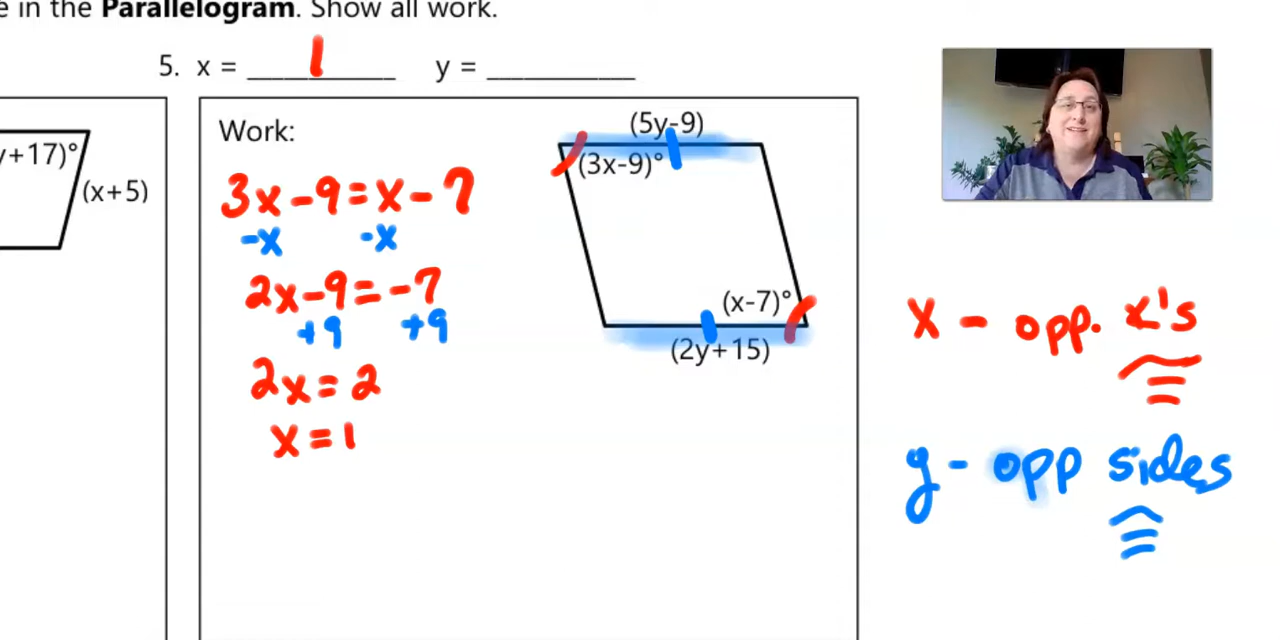 e in the Parallelogram. Show all work.
5. x = 1 y = ___________
y+17)°
(x+5)
Work:
(5y-9)
(3x-9)°
3x-9=x-7
-x -x
2x-9=-7
+9 +9
2x=2
x=1
(x-7)°
(2y+15)
x - opp. ∠'s ≅
y - opp sides ≅